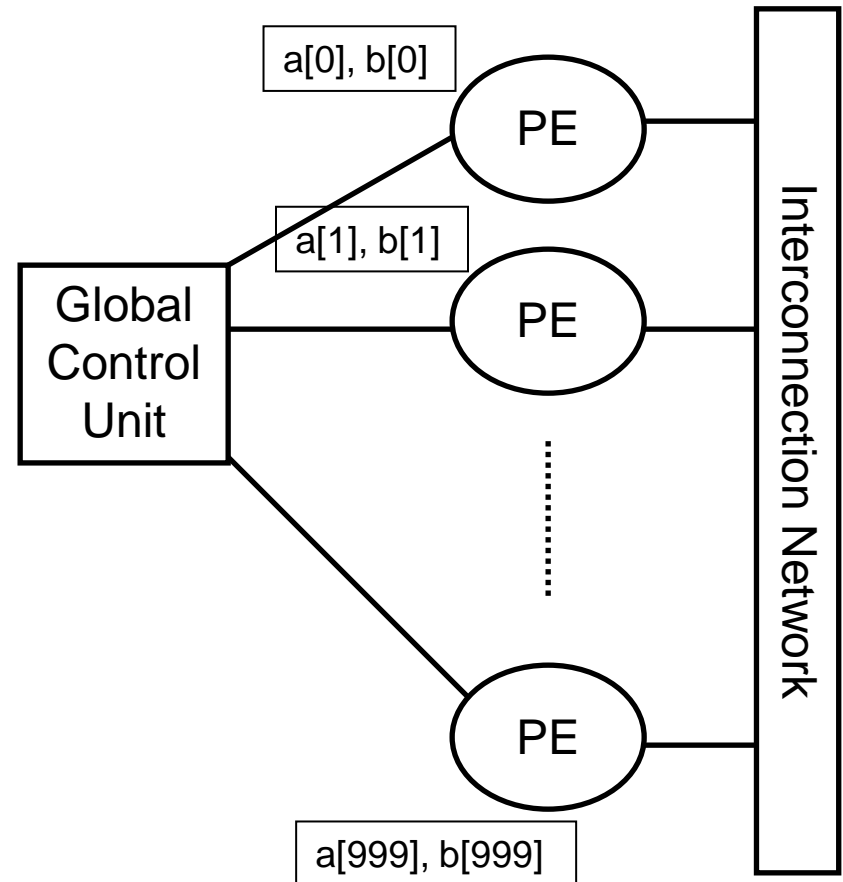 a[0], b[0]
PE
a[1], b[1]
Global
Control
Unit
PE
PE
a[999], b[999]
Interconnection Network